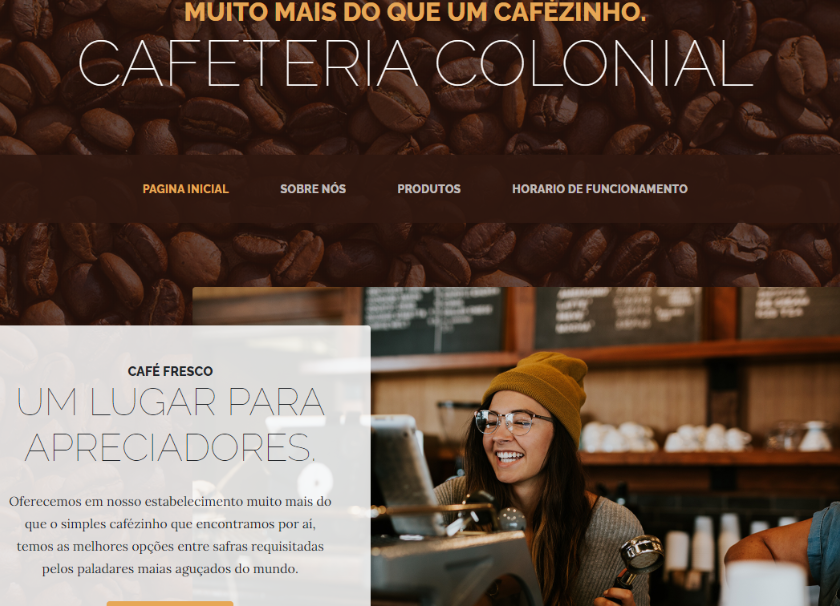 MUITO MAIS DO QUE UM CAFÉZINHO.
CAFETERIA COLONIAL
PAGINA INICIAL SOBRE NÓS PRODUTOS HORARIO DE FUNCIONAMENTO
CAFÉ FRESCO
UM LUGAR PARA
APRECIADORES.
Oferecemos em nosso estabelecimento muito mais do
que o simples cafézinho que encontramos por aí,
temos as melhores opções entre safras requisitadas
pelos paladares maias aguçados do mundo.